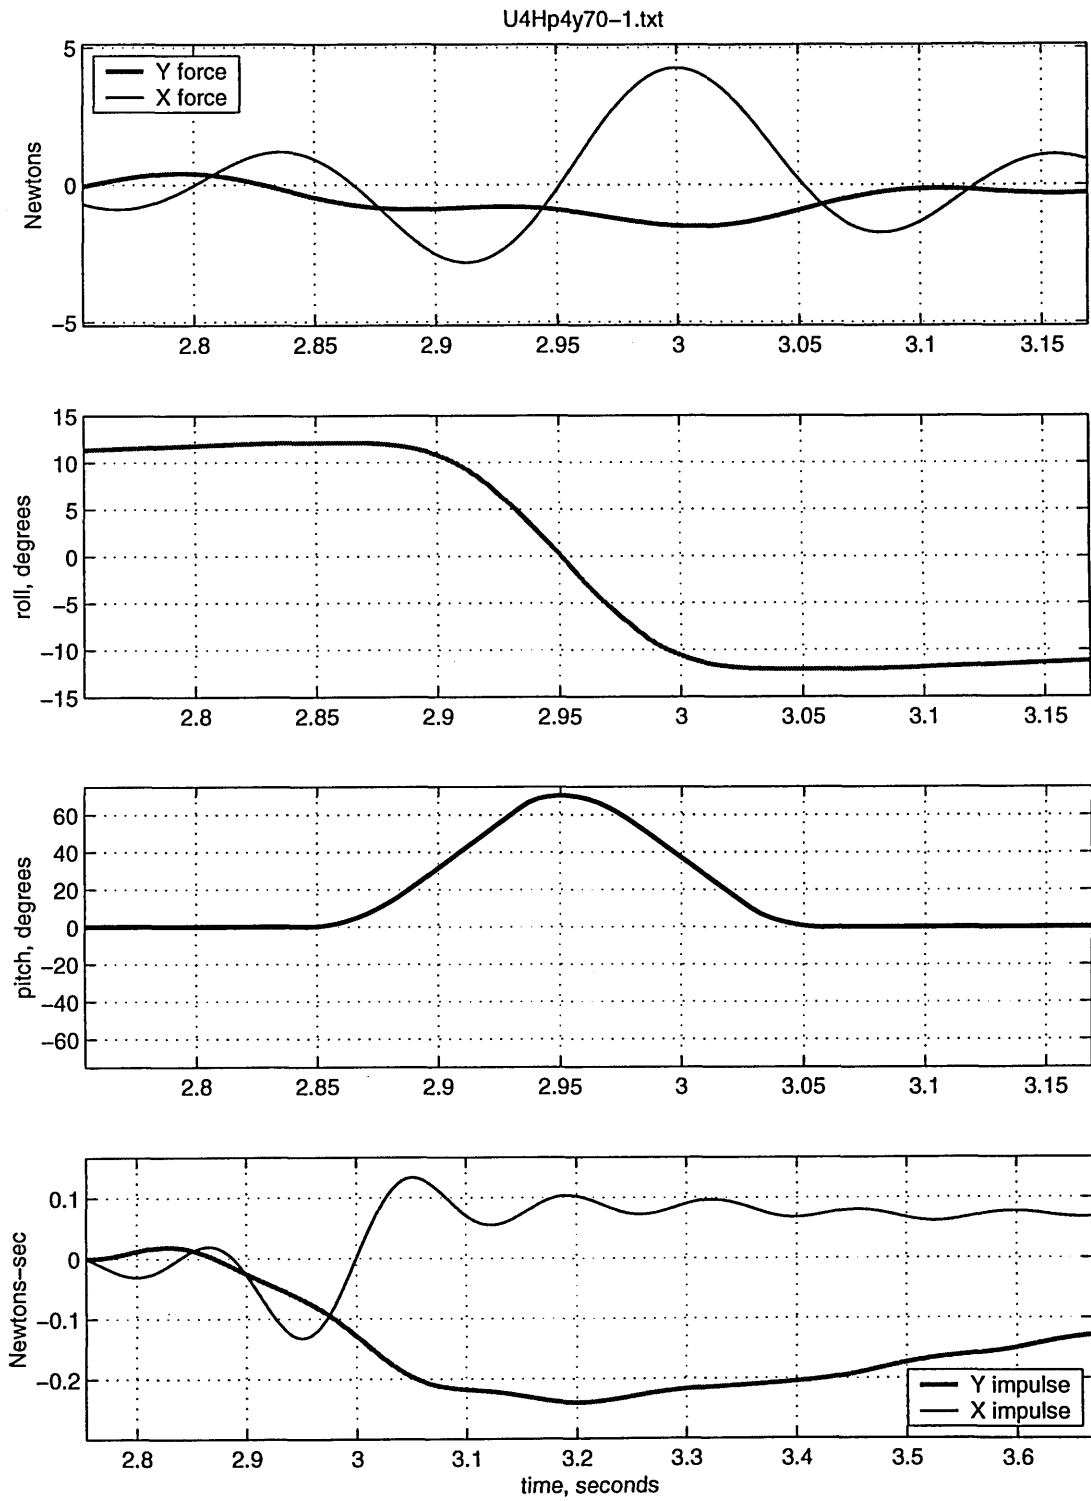 U4Hp4y70−1.txt
5
Y force
X force
Newtons
0
−5
2.8 2.85 2.9 2.95 3 3.05 3.1 3.15
15
10
5
roll, degrees
0
−5
−10
−15
2.8 2.85 2.9 2.95 3 3.05 3.1 3.15
60
40
20
pitch, degrees
0
−20
−40
−60
2.8 2.85 2.9 2.95 3 3.05 3.1 3.15
0.1
Newtons−sec
0
−0.1
−0.2
Y impulse
X impulse
2.8 2.9 3 3.1 3.2 3.3 3.4 3.5 3.6
time, seconds